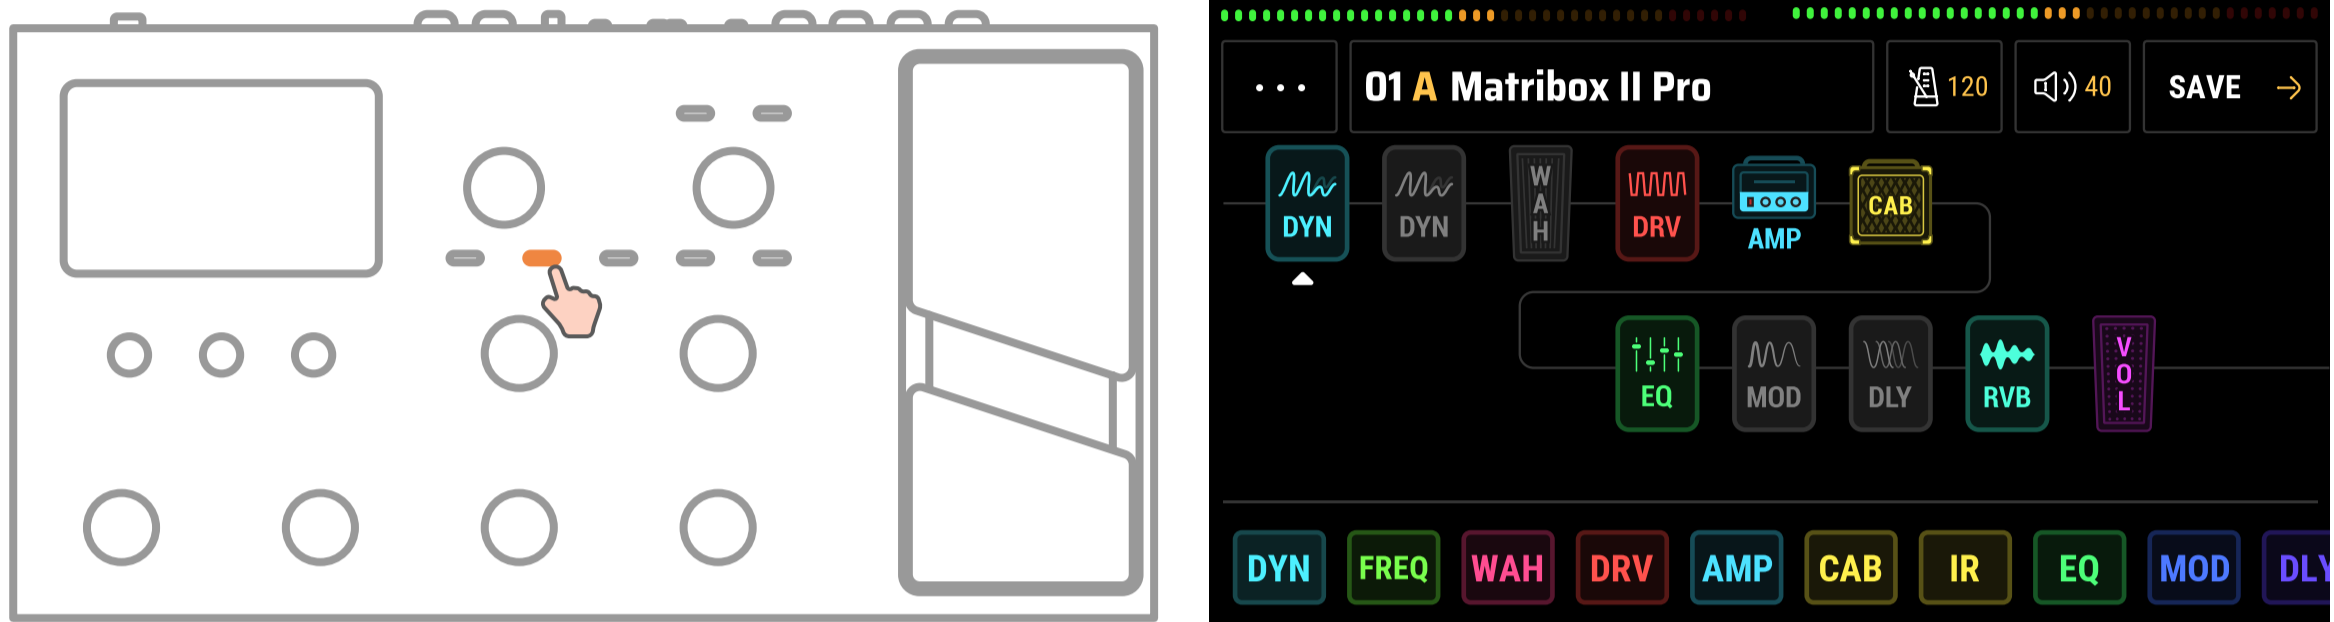 ... 01 A Matribox II Pro 120 40 SAVE →
DYN DYN WAH DRV AMP CAB
EQ MOD DLY RVB VOL
DYN FREQ WAH DRV AMP CAB IR EQ MOD DLY